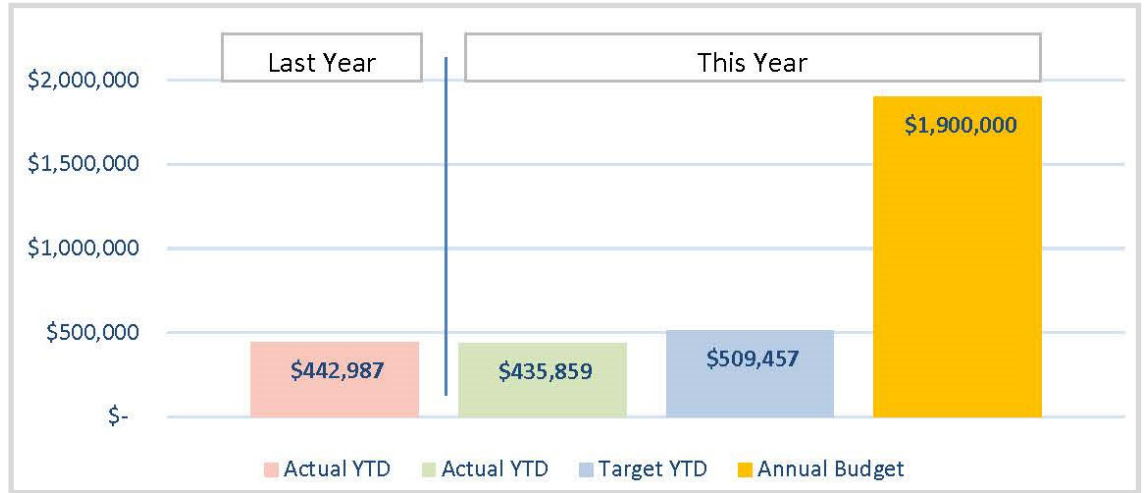 Last Year This Year
$2,000,000
$1,900,000
$1,500,000
$1,000,000
$500,000
$442,987 $435,859 $509,457
$-
Actual YTD Actual YTD Target YTD Annual Budget